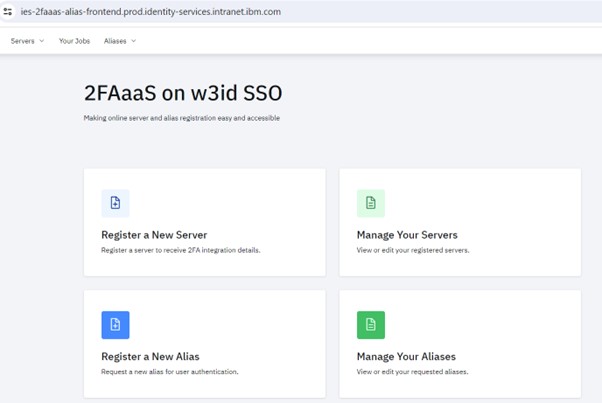 ies-2faaas-alias-frontend.prod.identity-services.intranet.ibm.com
Servers Your Jobs Aliases
2FAaaS on w3id SSO
Making online server and alias registration easy and accessible
Register a New Server
Register a server to receive 2FA integration details.
Manage Your Servers
View or edit your registered servers.
Register a New Alias
Request a new alias for user authentication.
Manage Your Aliases
View or edit your requested aliases.